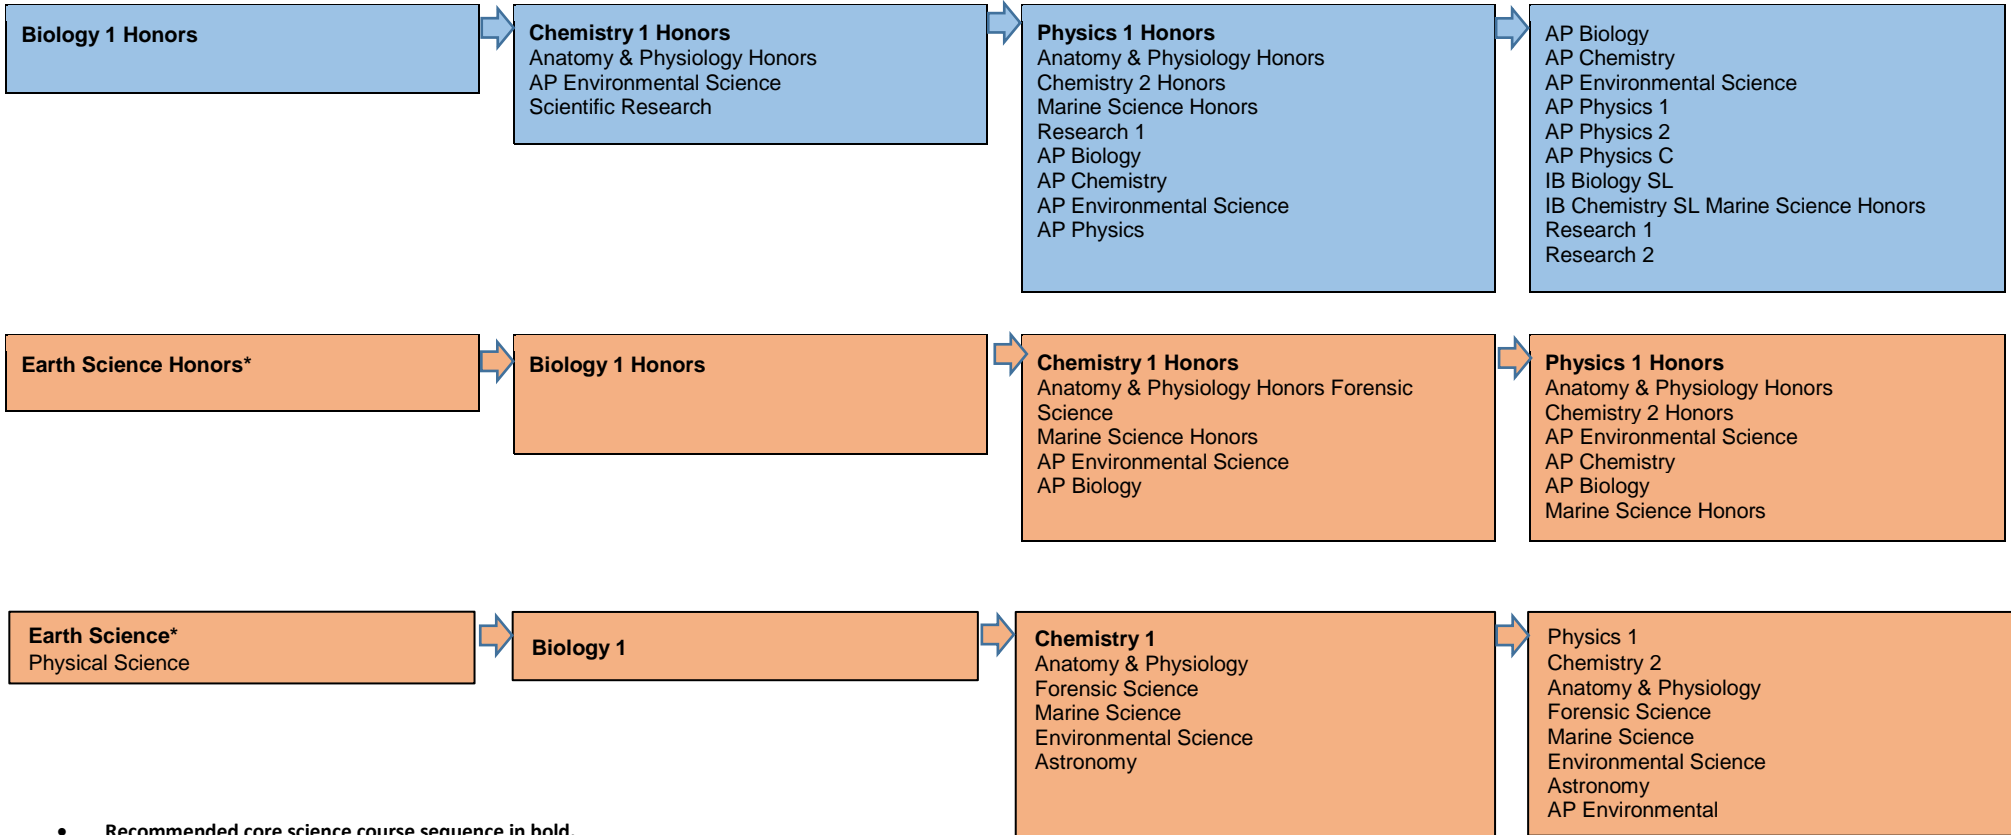 Biology 1 Honors
Chemistry 1 Honors
Anatomy & Physiology Honors
AP Environmental Science
Scientific Research
Physics 1 Honors
Anatomy & Physiology Honors
Chemistry 2 Honors
Marine Science Honors
Research 1
AP Biology
AP Chemistry
AP Environmental Science
AP Physics
AP Biology
AP Chemistry
AP Environmental Science
AP Physics 1
AP Physics 2
AP Physics C
IB Biology SL
IB Chemistry SL Marine Science Honors
Research 1
Research 2
Earth Science Honors*
Biology 1 Honors
Chemistry 1 Honors
Anatomy & Physiology Honors Forensic
Science
Marine Science Honors
AP Environmental Science
AP Biology
Physics 1 Honors
Anatomy & Physiology Honors
Chemistry 2 Honors
AP Environmental Science
AP Chemistry
AP Biology
Marine Science Honors
Earth Science*
Physical Science
Biology 1
Chemistry 1
Anatomy & Physiology
Forensic Science
Marine Science
Environmental Science
Astronomy
Physics 1
Chemistry 2
Anatomy & Physiology
Forensic Science
Marine Science
Environmental Science
Astronomy
AP Environmental
• Recommended core science course sequence in bold.